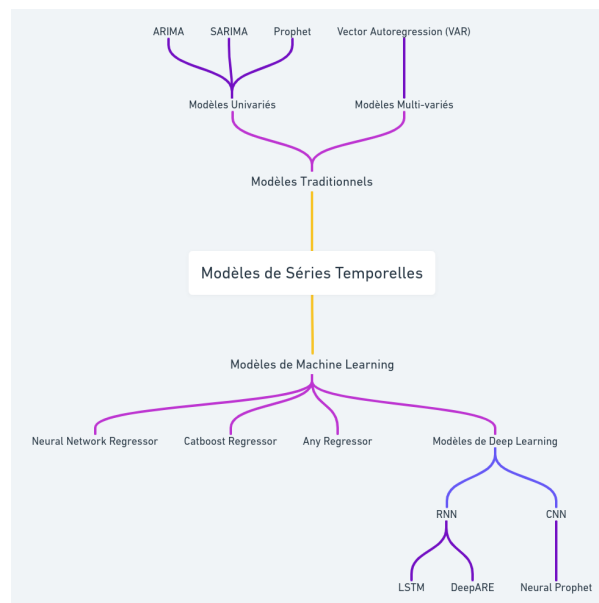 ARIMA
SARIMA
Prophet
Vector Autoregression (VAR)
Modèles Univariés
Modèles Multi-variés
Modèles Traditionnels
Modèles de Séries Temporelles
Modèles de Machine Learning
Neural Network Regressor
Catboost Regressor
Any Regressor
Modèles de Deep Learning
RNN
CNN
LSTM
DeepARE
Neural Prophet